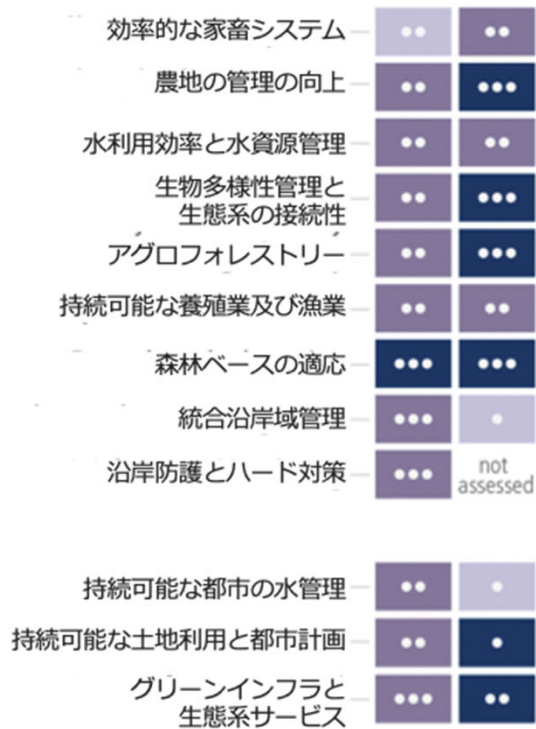 効率的な家畜システム
農地の管理の向上
水利用効率と水資源管理
生物多様性管理と
生態系の接続性
アグロフォレストリー
持続可能な養殖業及び漁業
森林ベースの適応
統合沿岸域管理
沿岸防護とハード対策
not
assessed
持続可能な都市の水管理
持続可能な土地利用と都市計画
グリーンインフラと
生態系サービス